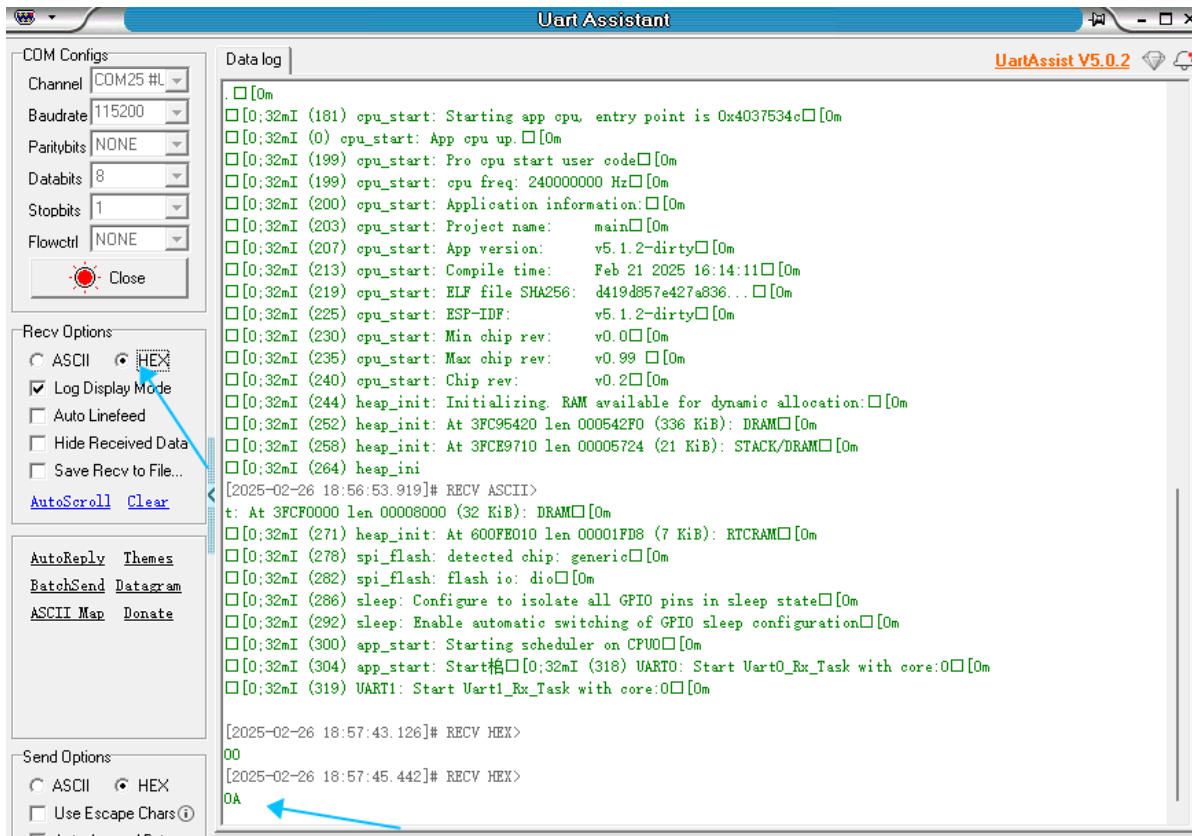 Uart Assistant
COM Configs
Channel COM25 #L
Baudrate 115200
Paritybits NONE
Databits 8
Stopbits 1
Flowctrl NONE
Close
Recv Options
ASCII HEX
Log Display Mode
Auto Linefeed
Hide Received Data
Save Recv to File...
AutoScroll Clear
AutoReply Themes
BatchSend Datagram
ASCII Map Donate
Send Options
ASCII HEX
Use Escape Chars
Data log
UartAssist V5.0.2
.□[0m
□[0;32mI (181) cpu_start: Starting app cpu, entry point is 0x4037534c□[0m
□[0;32mI (0) cpu_start: App cpu up.□[0m
□[0;32mI (199) cpu_start: Pro cpu start user code□[0m
□[0;32mI (199) cpu_start: cpu freq: 240000000 Hz□[0m
□[0;32mI (200) cpu_start: Application information:□[0m
□[0;32mI (203) cpu_start: Project name:     main□[0m
□[0;32mI (207) cpu_start: App version:      v5.1.2-dirty□[0m
□[0;32mI (213) cpu_start: Compile time:     Feb 21 2025 16:14:11□[0m
□[0;32mI (219) cpu_start: ELF file SHA256:  d419d857e427a836...□[0m
□[0;32mI (225) cpu_start: ESP-IDF:          v5.1.2-dirty□[0m
□[0;32mI (230) cpu_start: Min chip rev:     v0.0□[0m
□[0;32mI (235) cpu_start: Max chip rev:     v0.99 □[0m
□[0;32mI (240) cpu_start: Chip rev:         v0.2□[0m
□[0;32mI (244) heap_init: Initializing. RAM available for dynamic allocation:□[0m
□[0;32mI (252) heap_init: At 3FC95420 len 000542F0 (336 KiB): DRAM□[0m
□[0;32mI (258) heap_init: At 3FCE9710 len 00005724 (21 KiB): STACK/DRAM□[0m
□[0;32mI (264) heap_ini
[2025-02-26 18:56:53.919]# RECV ASCII>
t: At 3FCF0000 len 00008000 (32 KiB): DRAM□[0m
□[0;32mI (271) heap_init: At 600FE010 len 00001FD8 (7 KiB): RTCRAM□[0m
□[0;32mI (278) spi_flash: detected chip: generic□[0m
□[0;32mI (282) spi_flash: flash io: dio□[0m
□[0;32mI (286) sleep: Configure to isolate all GPIO pins in sleep state□[0m
□[0;32mI (292) sleep: Enable automatic switching of GPIO sleep configuration□[0m
□[0;32mI (300) app_start: Starting scheduler on CPU0□[0m
□[0;32mI (304) app_start: Start□[0;32mI (318) UART0: Start Uart0_Rx_Task with core:0□[0m
□[0;32mI (319) UART1: Start Uart1_Rx_Task with core:0□[0m
[2025-02-26 18:57:43.126]# RECV HEX>
00
[2025-02-26 18:57:45.442]# RECV HEX>
0A